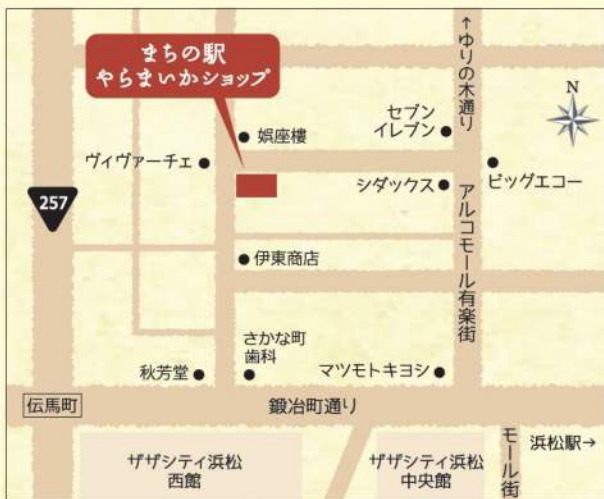 まちの駅
やらまいかショップ
↑ゆりの木通り
N
セブン
イレブン
娯座樓
ヴィヴァーチェ
シダックス
ビッグエコー
257
アルコモール有楽街
伊東商店
さかな町
歯科
秋芳堂
マツモトキヨシ
伝馬町
鍛冶町通り
モール街
浜松駅→
ザザシティ浜松
西館
ザザシティ浜松
中央館